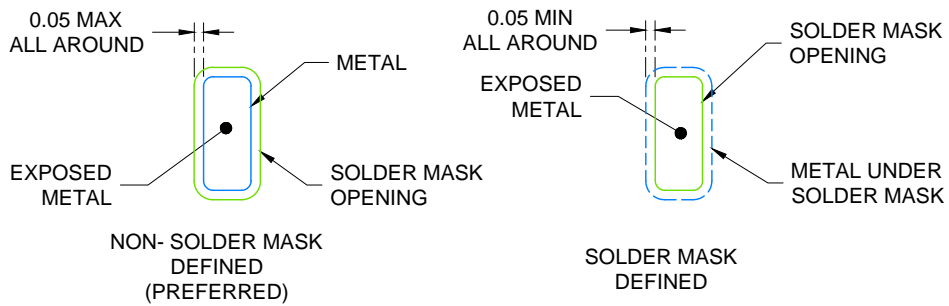 0.05 MAX
ALL AROUND
METAL
EXPOSED
METAL
SOLDER MASK
OPENING
NON- SOLDER MASK
DEFINED
(PREFERRED)
0.05 MIN
ALL AROUND
SOLDER MASK
OPENING
EXPOSED
METAL
METAL UNDER
SOLDER MASK
SOLDER MASK
DEFINED